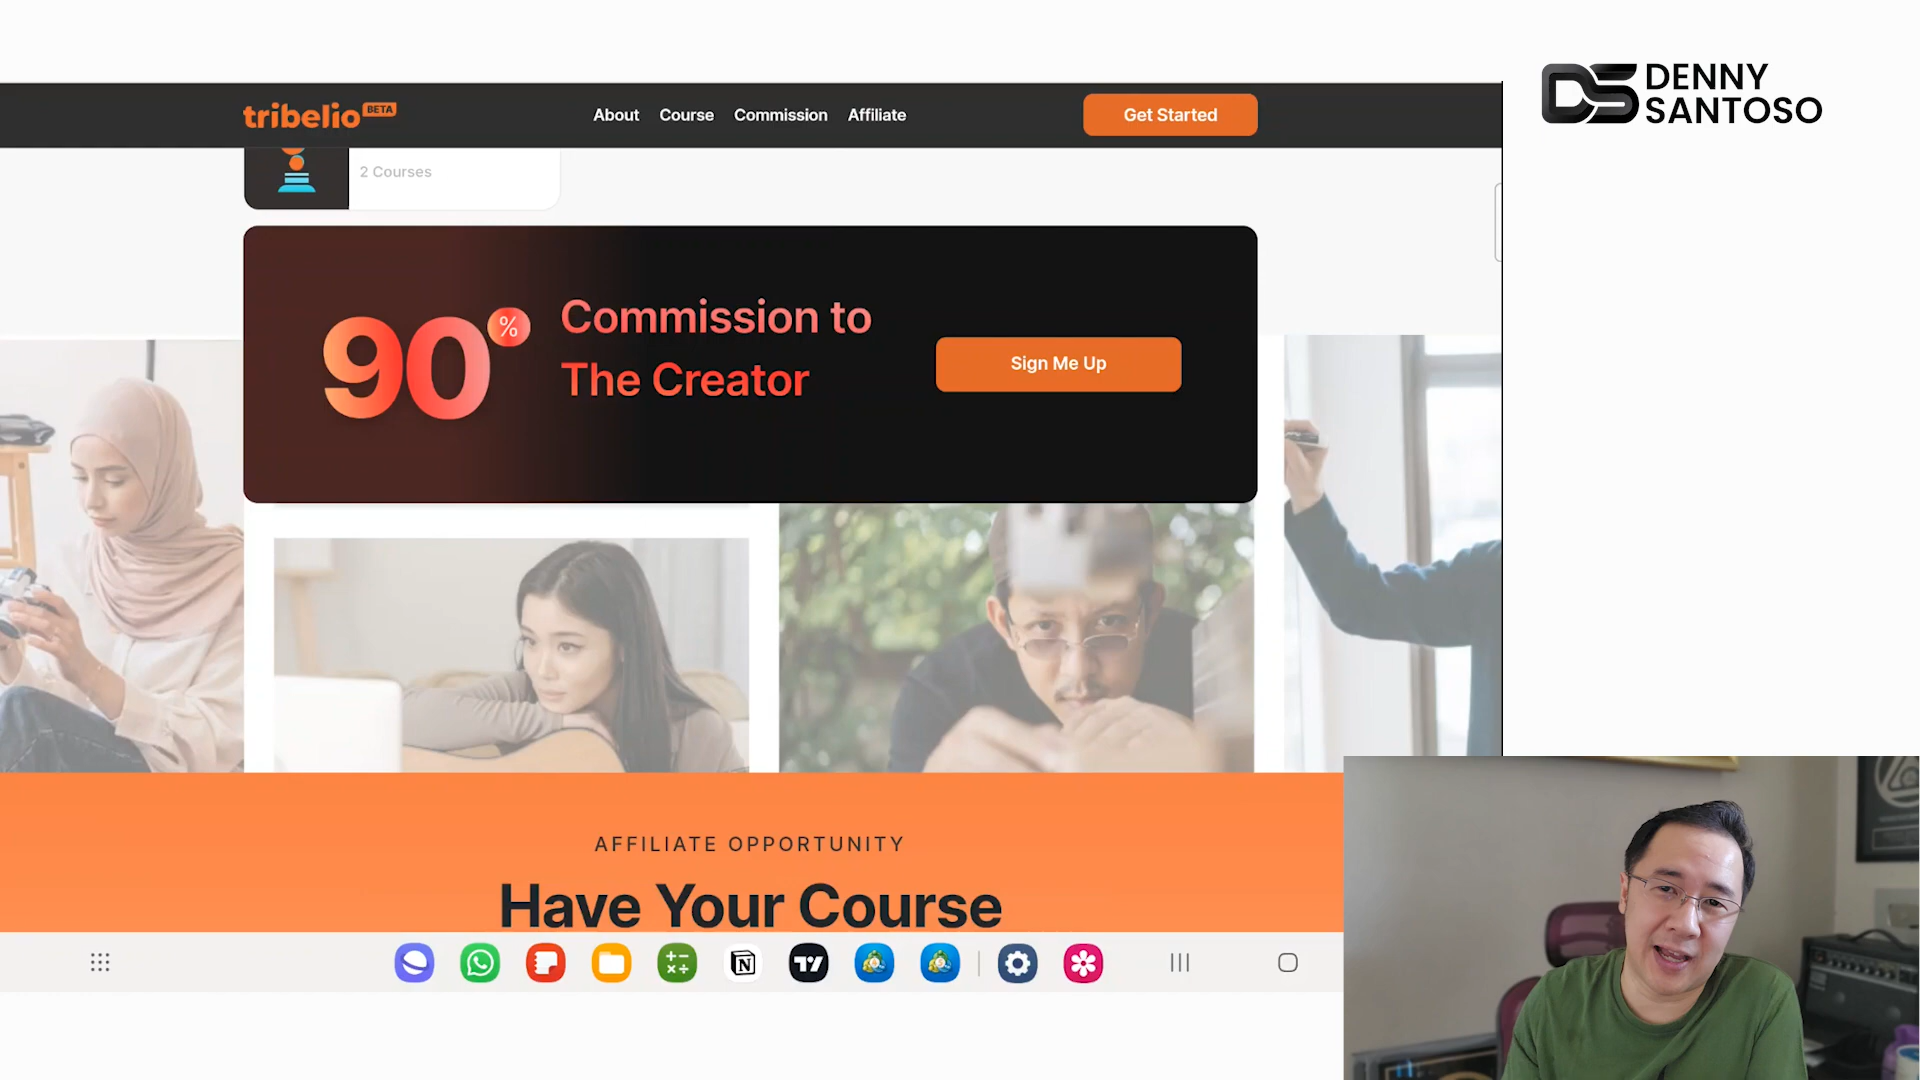 DENNY
SANTOSO
tribelio BETA
About Course Commission Affiliate
Get Started
2 Courses
90%
Commission to
The Creator
Sign Me Up
AFFILIATE OPPORTUNITY
Have Your Course